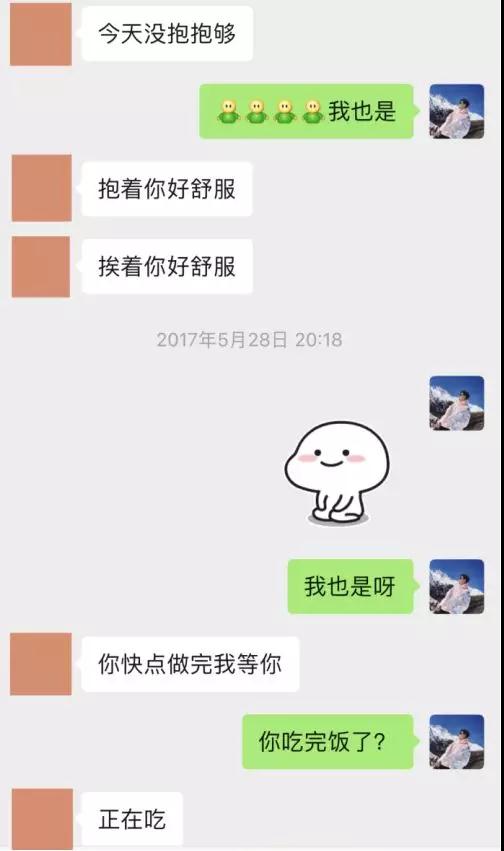 今天没抱抱够
我也是
抱着你好舒服
挨着你好舒服
2017年5月28日 20:18
我也是呀
你快点做完我等你
你吃完饭了？
正在吃